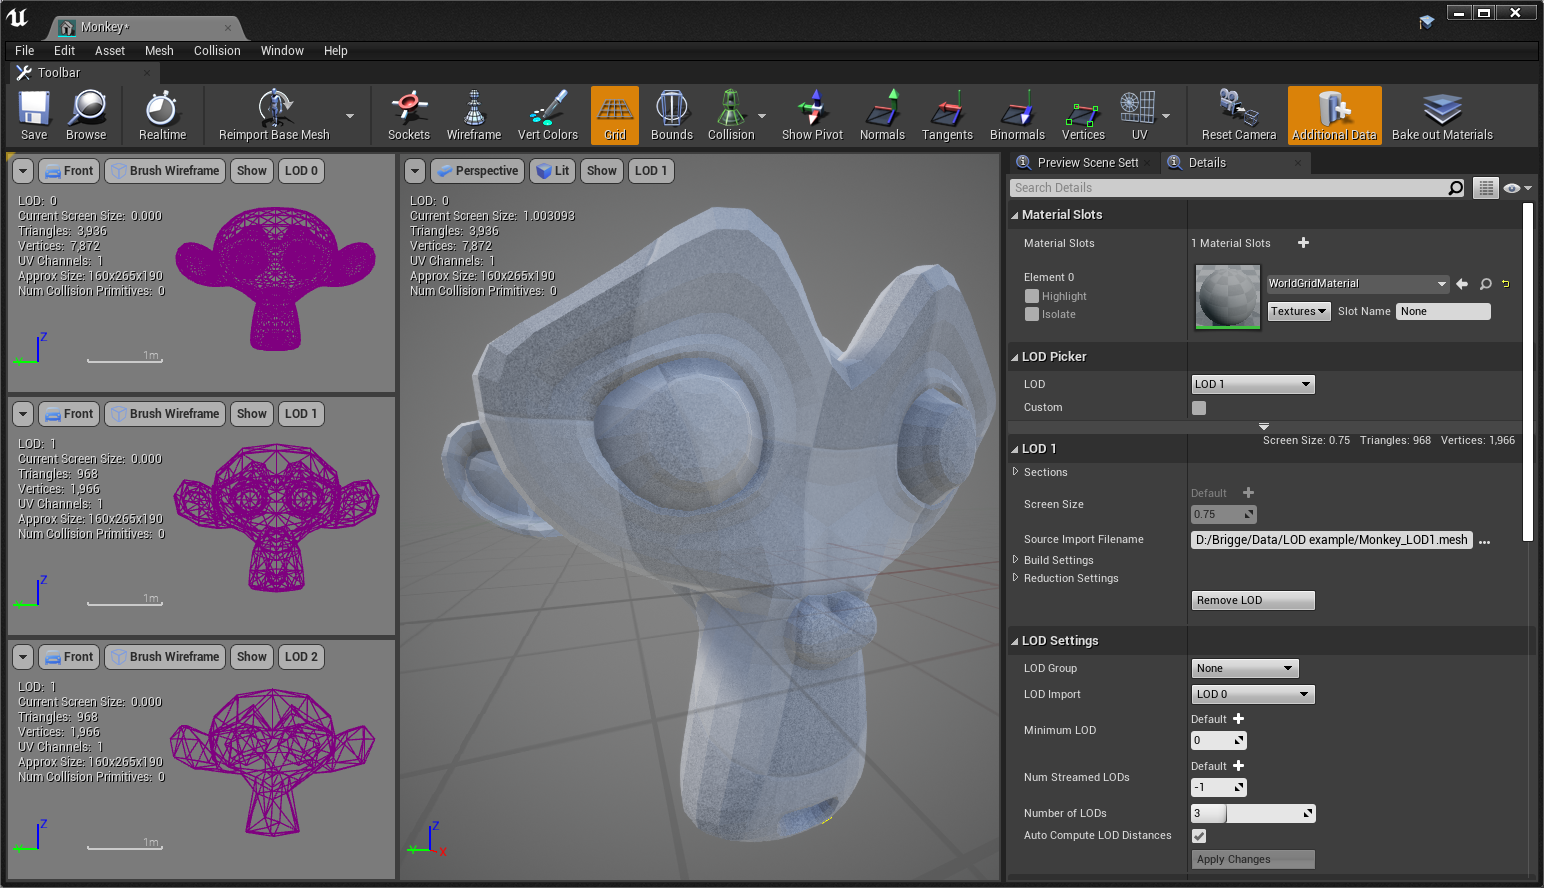 Monkey*
File Edit Asset Mesh Collision Window Help
Toolbar
Save Browse Realtime Reimport Base Mesh Sockets Wireframe Vert Colors Grid Bounds Collision Show Pivot Normals Tangents Binormals Vertices UV Reset Camera Additional Data Bake out Materials
Front Brush Wireframe Show LOD 0
LOD: 0
Current Screen Size: 0.000
Triangles: 3,936
Vertices: 7,872
UV Channels: 1
Approx Size: 160x265x190
Num Collision Primitives: 0
Z
Y
1m
Front Brush Wireframe Show LOD 1
LOD: 1
Current Screen Size: 0.000
Triangles: 968
Vertices: 1,966
UV Channels: 1
Approx Size: 160x265x190
Num Collision Primitives: 0
Z
Y
1m
Front Brush Wireframe Show LOD 2
LOD: 1
Current Screen Size: 0.000
Triangles: 968
Vertices: 1,966
UV Channels: 1
Approx Size: 160x265x190
Num Collision Primitives: 0
Z
Y
1m
Perspective Lit Show LOD 1
LOD: 0
Current Screen Size: 1.003093
Triangles: 3,936
Vertices: 7,872
UV Channels: 1
Approx Size: 160x265x190
Num Collision Primitives: 0
Z
Y X
Preview Scene Sett Details
Search Details
Material Slots
Material Slots 1 Material Slots
Element 0
Highlight
Isolate
WorldGridMaterial
Textures Slot Name None
LOD Picker
LOD LOD 1
Custom
Screen Size: 0.75 Triangles: 968 Vertices: 1,966
LOD 1
Sections
Default
Screen Size
0.75
Source Import Filename D:/Brigge/Data/LOD example/Monkey_LOD1.mesh ...
Build Settings
Reduction Settings
Remove LOD
LOD Settings
LOD Group None
LOD Import LOD 0
Default
Minimum LOD
0
Default
Num Streamed LODs
-1
Number of LODs 3
Auto Compute LOD Distances
Apply Changes